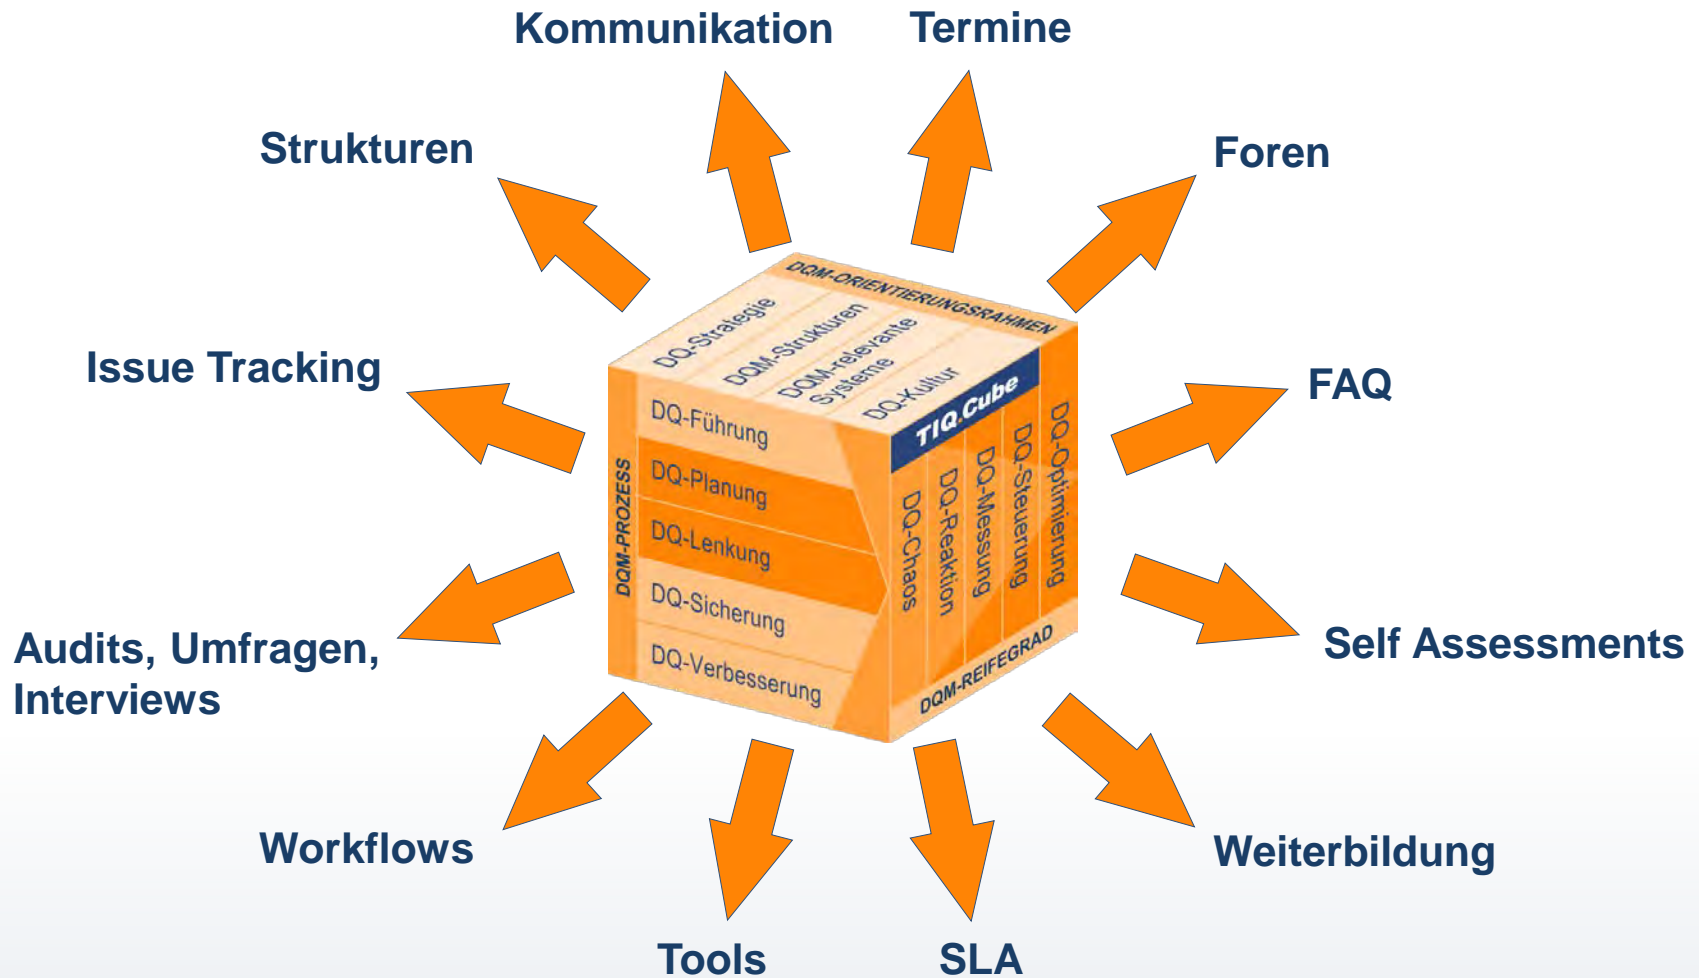 Kommunikation
Termine
Strukturen
Foren
Issue Tracking
FAQ
DQM-ORIENTIERUNGSRAHMEN
DQ-Strategie
DQM-Strukturen
DQM-relevante
Systeme
DQ-Kultur
TIQ.Cube
DQM-PROZESS
DQ-Führung
DQ-Planung
DQ-Lenkung
DQ-Sicherung
DQ-Verbesserung
DQ-Chaos
DQ-Reaktion
DQ-Messung
DQ-Steuerung
DQ-Optimierung
DQM-REIFEGRAD
Audits, Umfragen,
Interviews
Self Assessments
Workflows
Weiterbildung
Tools
SLA